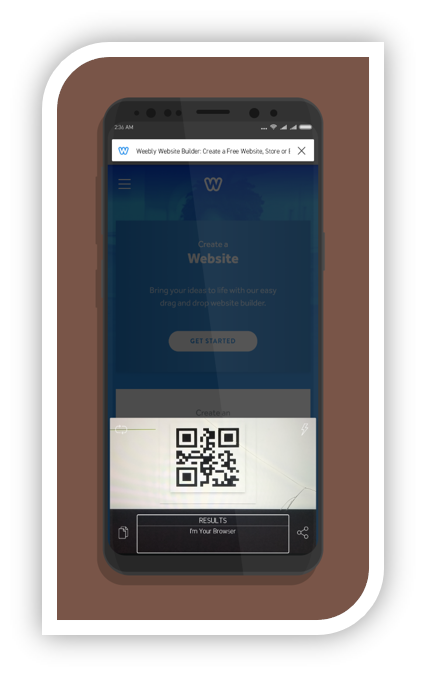 2:36 AM
Weebly Website Builder: Create a Free Website, Store or
Create a
Website
Bring your ideas to life with our easy
drag and drop website builder.
GET STARTED
Create an
RESULTS
I'm Your Browser